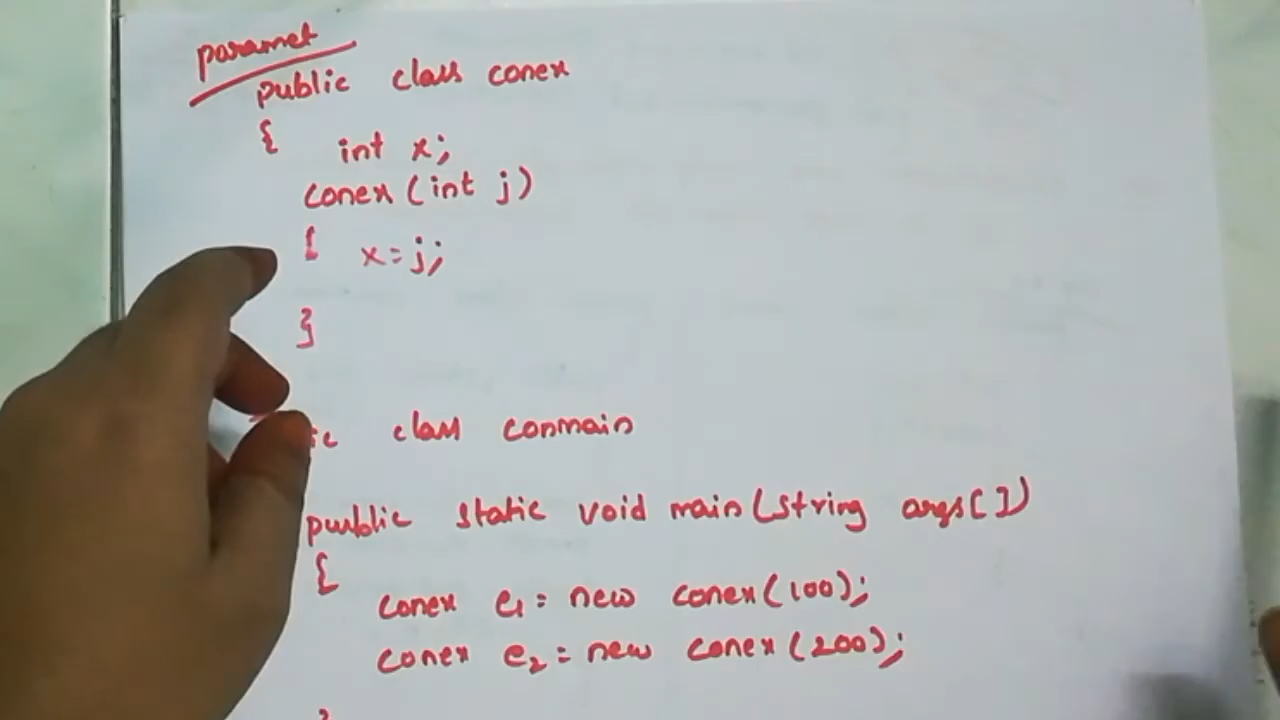 paramet
public class conex
{ int x;
conex (int j)
{ x=j;
}
ic class conmain
public static void main (string args[])
{
conex e1 = new conex(100);
conex e2 = new conex (200);
}